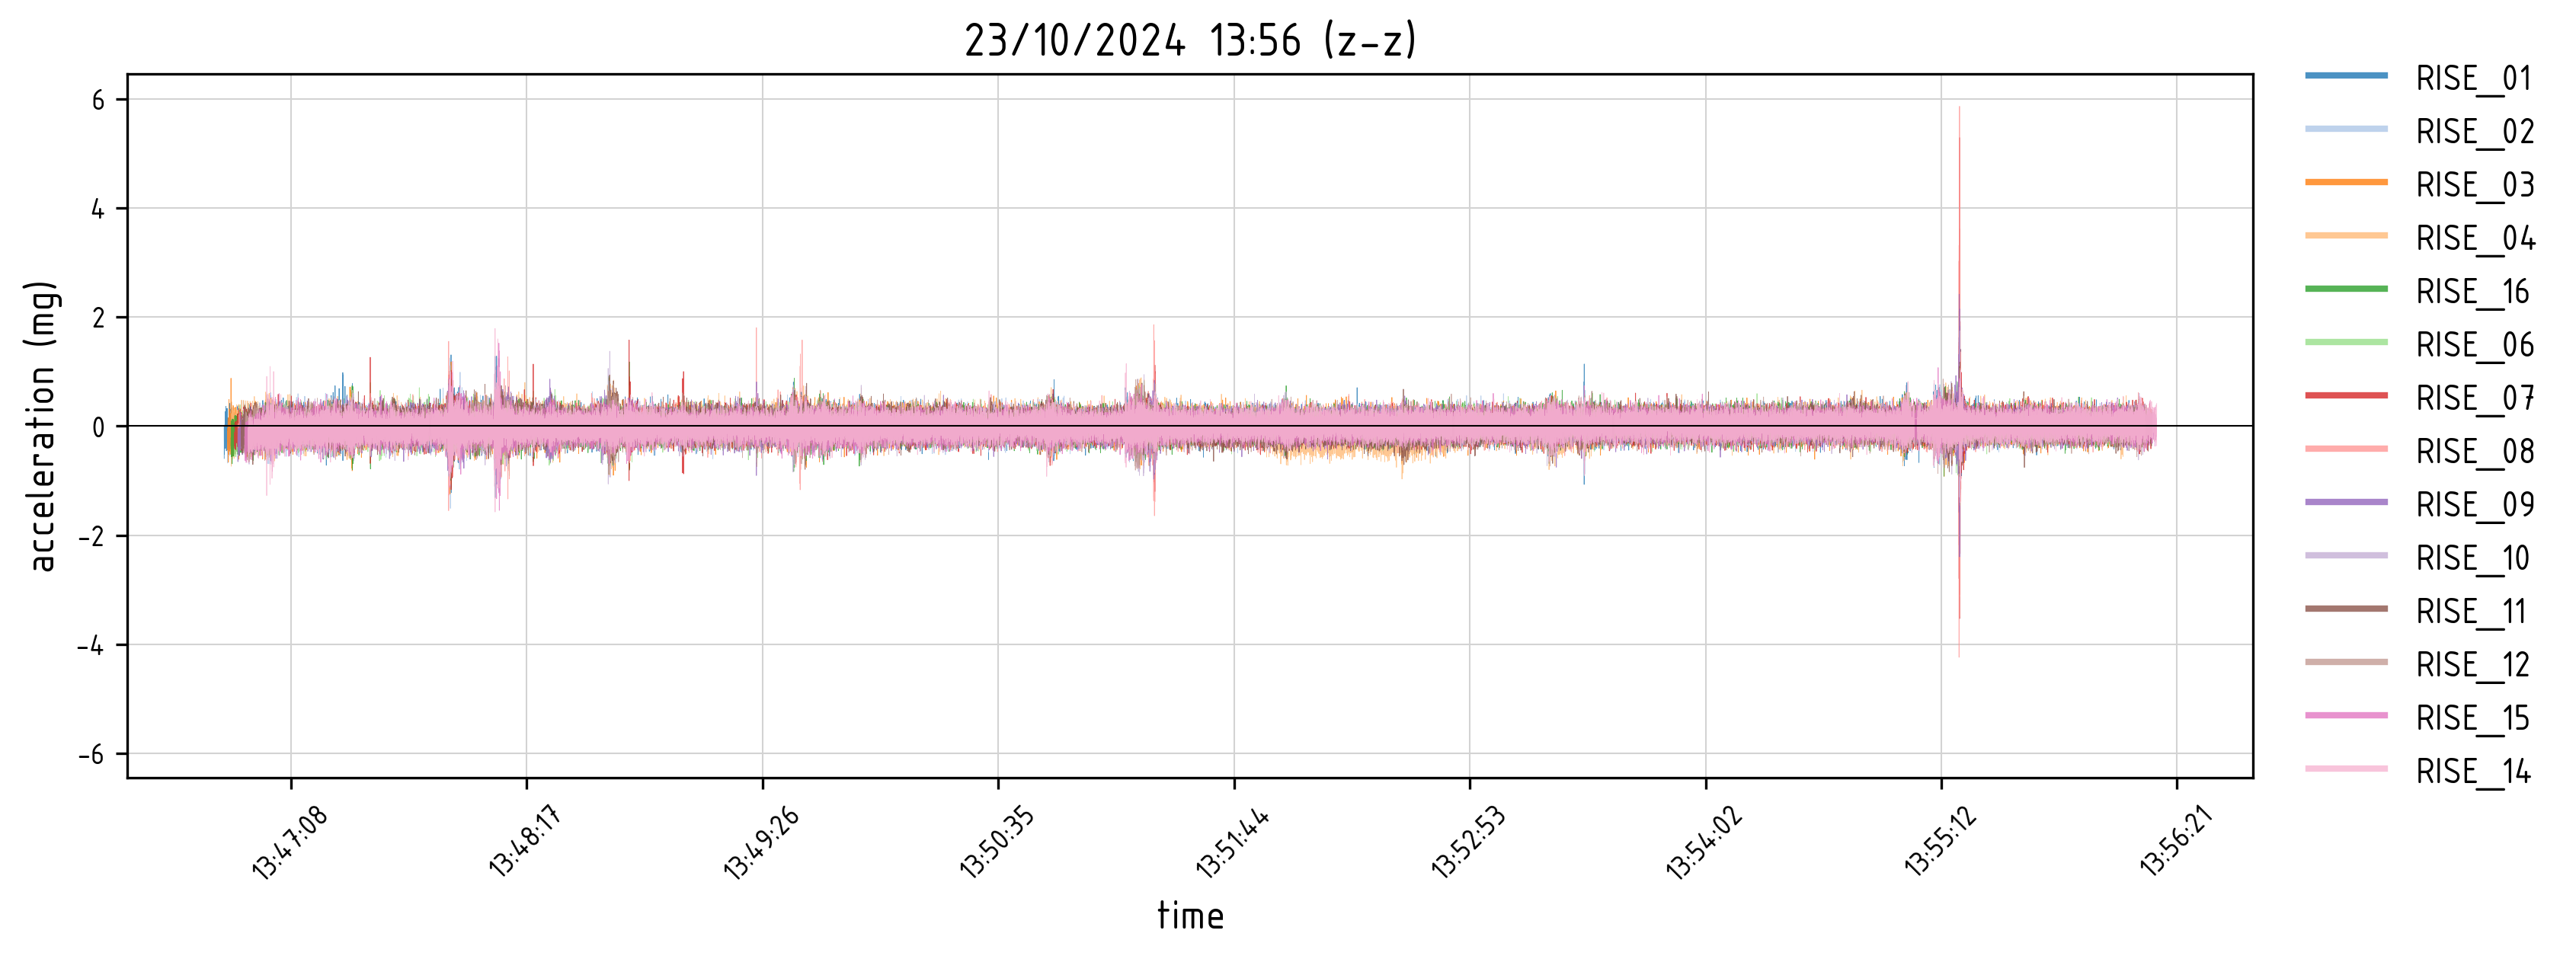 23/10/2024 13:56 (z-z)
acceleration (mg)
6
4
2
0
-2
-4
-6
13:47:08
13:48:17
13:49:26
13:50:35
13:51:44
13:52:53
13:54:02
13:55:12
13:56:21
time
RISE_01
RISE_02
RISE_03
RISE_04
RISE_16
RISE_06
RISE_07
RISE_08
RISE_09
RISE_10
RISE_11
RISE_12
RISE_15
RISE_14